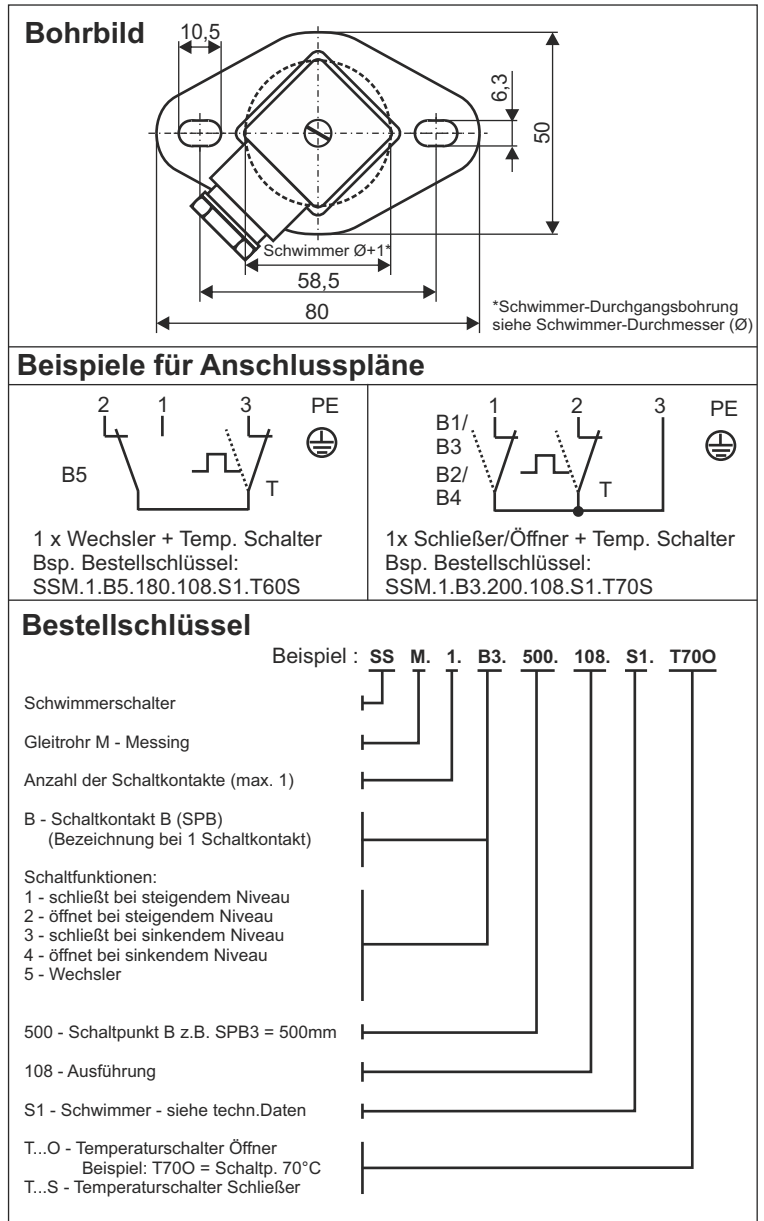 Bohrbild
10,5
6,3
50
Schwimmer Ø+1*
58,5
80
*Schwimmer-Durchgangsbohrung
siehe Schwimmer-Durchmesser (Ø)
Beispiele für Anschlusspläne
2 1 3 PE
B5
T
1 x Wechsler + Temp. Schalter
Bsp. Bestellschlüssel:
SSM.1.B5.180.108.S1.T60S
1 2 3 PE
B1/
B3
B2/
B4
T
1x Schließer/Öffner + Temp. Schalter
Bsp. Bestellschlüssel:
SSM.1.B3.200.108.S1.T70S
Bestellschlüssel
Beispiel : SS M. 1. B3. 500. 108. S1. T70O
Schwimmerschalter
Gleitrohr M - Messing
Anzahl der Schaltkontakte (max. 1)
B - Schaltkontakt B (SPB)
(Bezeichnung bei 1 Schaltkontakt)
Schaltfunktionen:
1 - schließt bei steigendem Niveau
2 - öffnet bei steigendem Niveau
3 - schließt bei sinkendem Niveau
4 - öffnet bei sinkendem Niveau
5 - Wechsler
500 - Schaltpunkt B z.B. SPB3 = 500mm
108 - Ausführung
S1 - Schwimmer - siehe techn.Daten
T...O - Temperaturschalter Öffner
Beispiel: T70O = Schaltp. 70°C
T...S - Temperaturschalter Schließer